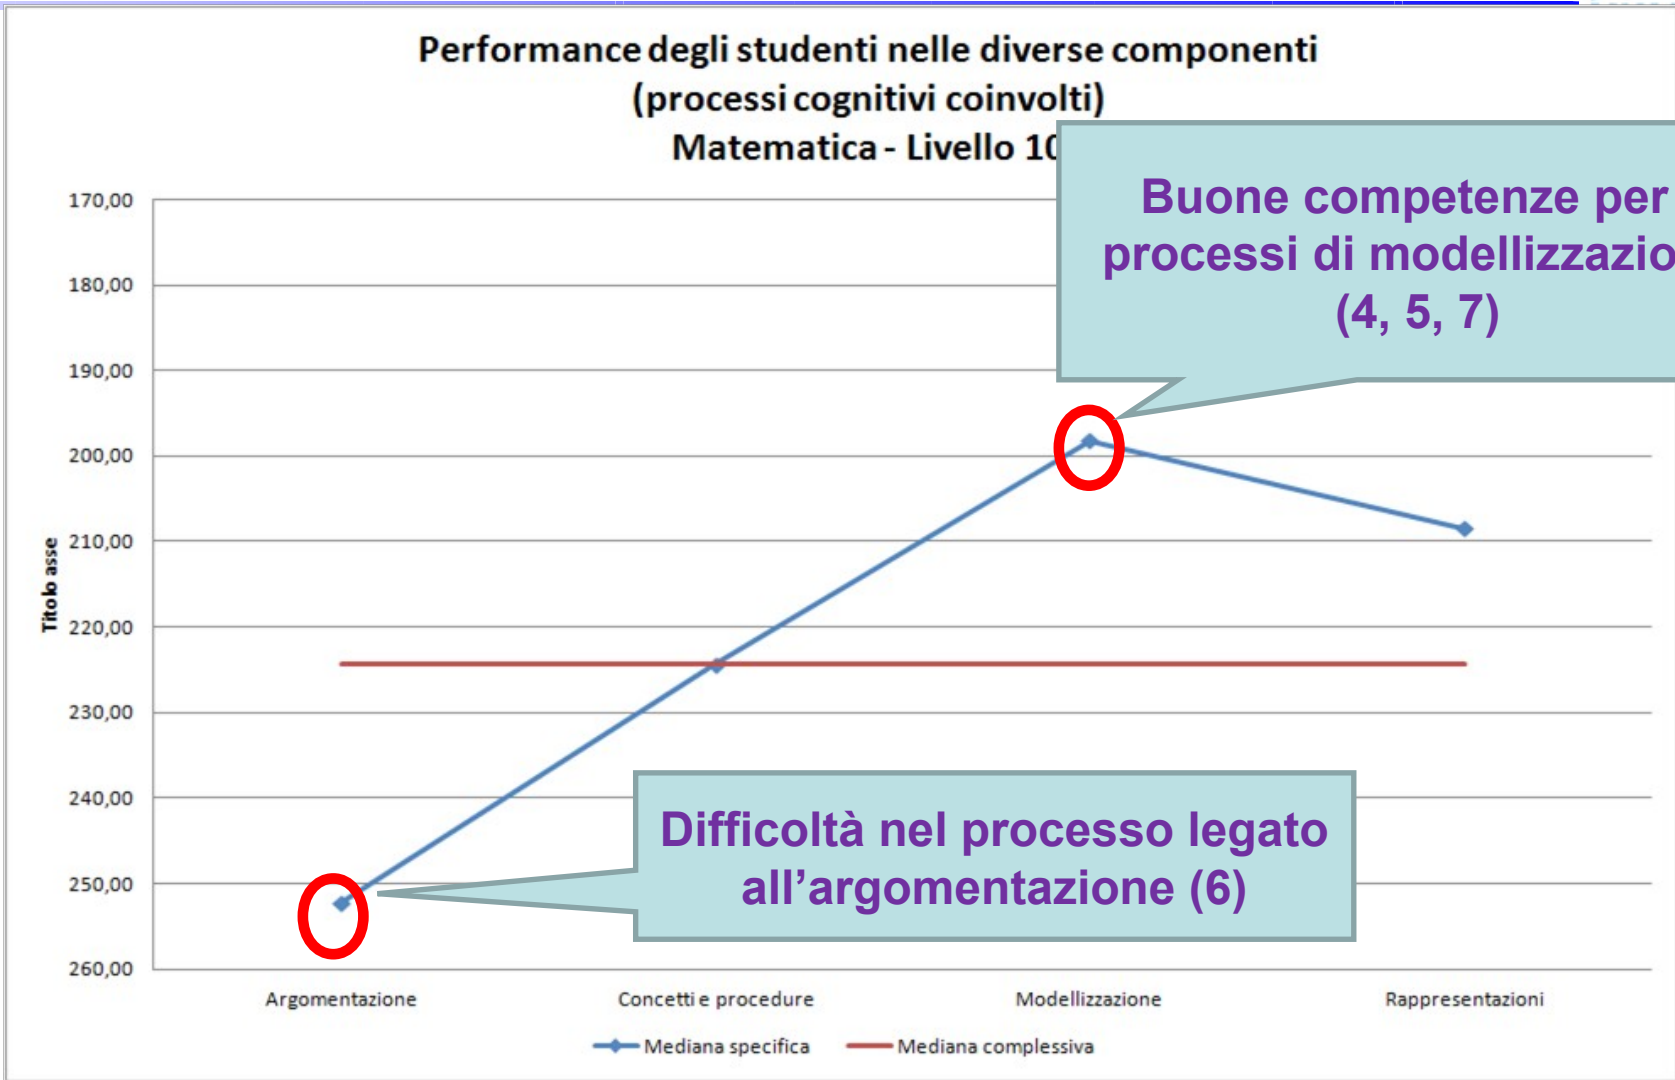 Performance degli studenti nelle diverse componenti
(processi cognitivi coinvolti)
Matematica - Livello 10
Buone competenze per
processi di modellizzazio
(4, 5, 7)
170,00
180,00
190,00
200,00
210,00
220,00
230,00
240,00
250,00
260,00
Titolo asse
Difficoltà nel processo legato
all’argomentazione (6)
Argomentazione
Concetti e procedure
Modellizzazione
Rappresentazioni
Mediana specifica
Mediana complessiva